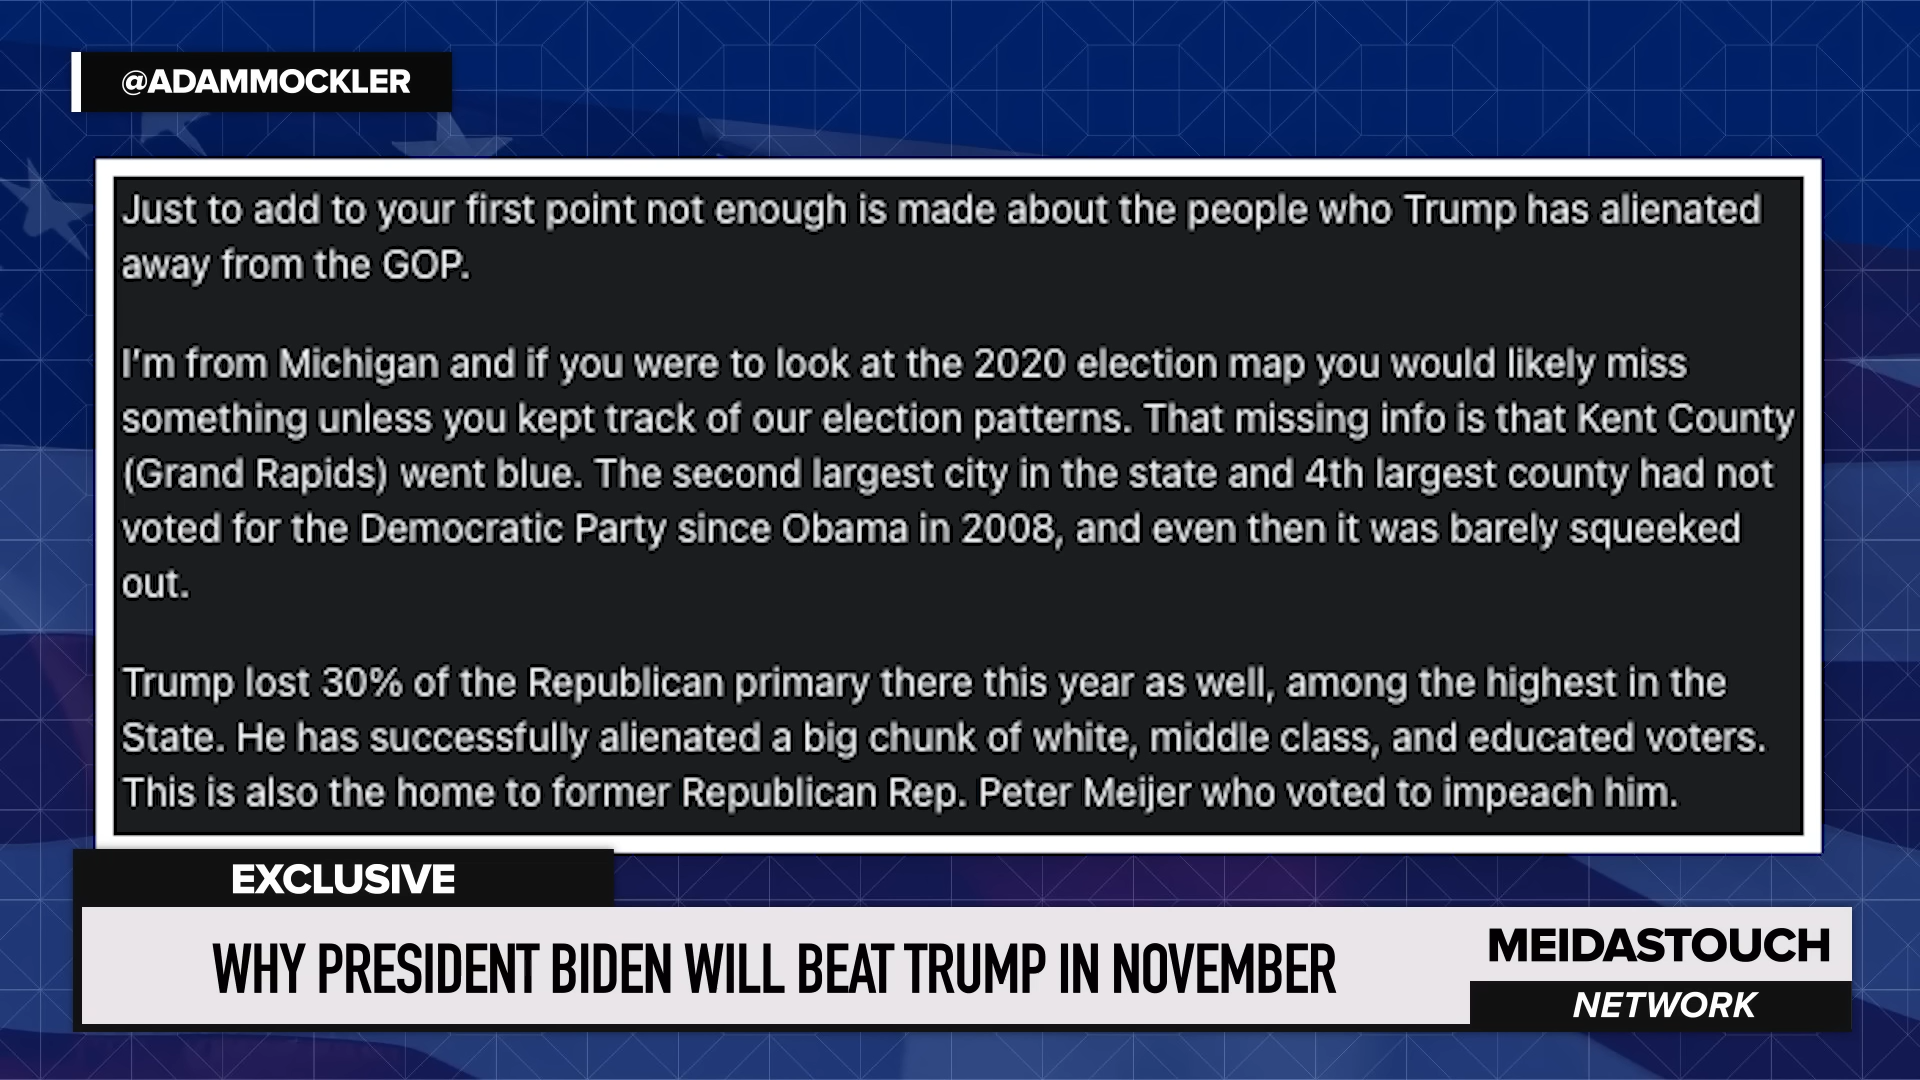 @ADAMMOCKLER
Just to add to your first point not enough is made about the people who Trump has alienated
away from the GOP.
I'm from Michigan and if you were to look at the 2020 election map you would likely miss
something unless you kept track of our election patterns. That missing info is that Kent County
(Grand Rapids) went blue. The second largest city in the state and 4th largest county had not
voted for the Democratic Party since Obama in 2008, and even then it was barely squeeked
out.
Trump lost 30% of the Republican primary there this year as well, among the highest in the
State. He has successfully alienated a big chunk of white, middle class, and educated voters.
This is also the home to former Republican Rep. Peter Meijer who voted to impeach him.
EXCLUSIVE
WHY PRESIDENT BIDEN WILL BEAT TRUMP IN NOVEMBER
MEIDASTOUCH
NETWORK